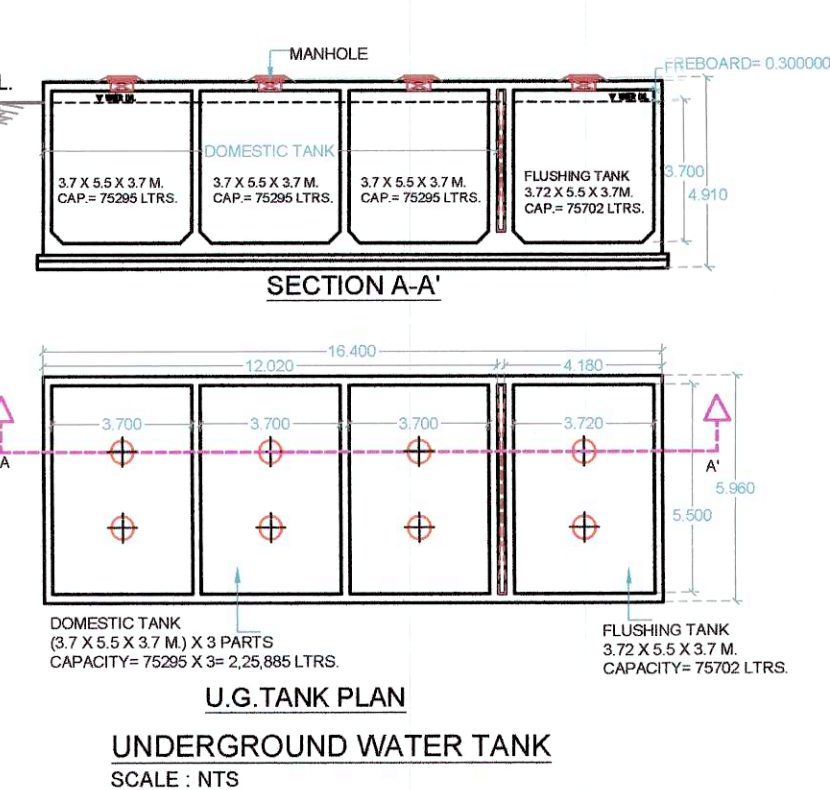 MANHOLE
FREBOARD= 0.300000
L.
DOMESTIC TANK
3.7 X 5.5 X 3.7 M.
CAP.= 75295 LTRS.
3.7 X 5.5 X 3.7 M.
CAP.= 75295 LTRS.
3.7 X 5.5 X 3.7 M.
CAP.= 75295 LTRS.
FLUSHING TANK
3.72 X 5.5 X 3.7M.
CAP.= 75702 LTRS.
3.700
4.910
SECTION A-A'
16.400
12.020
4.180
3.700
3.700
3.700
3.720
A
A'
5.960
5.500
DOMESTIC TANK
(3.7 X 5.5 X 3.7 M.) X 3 PARTS
CAPACITY= 75295 X 3= 2,25,885 LTRS.
FLUSHING TANK
3.72 X 5.5 X 3.7 M.
CAPACITY= 75702 LTRS.
U.G.TANK PLAN
UNDERGROUND WATER TANK
SCALE : NTS